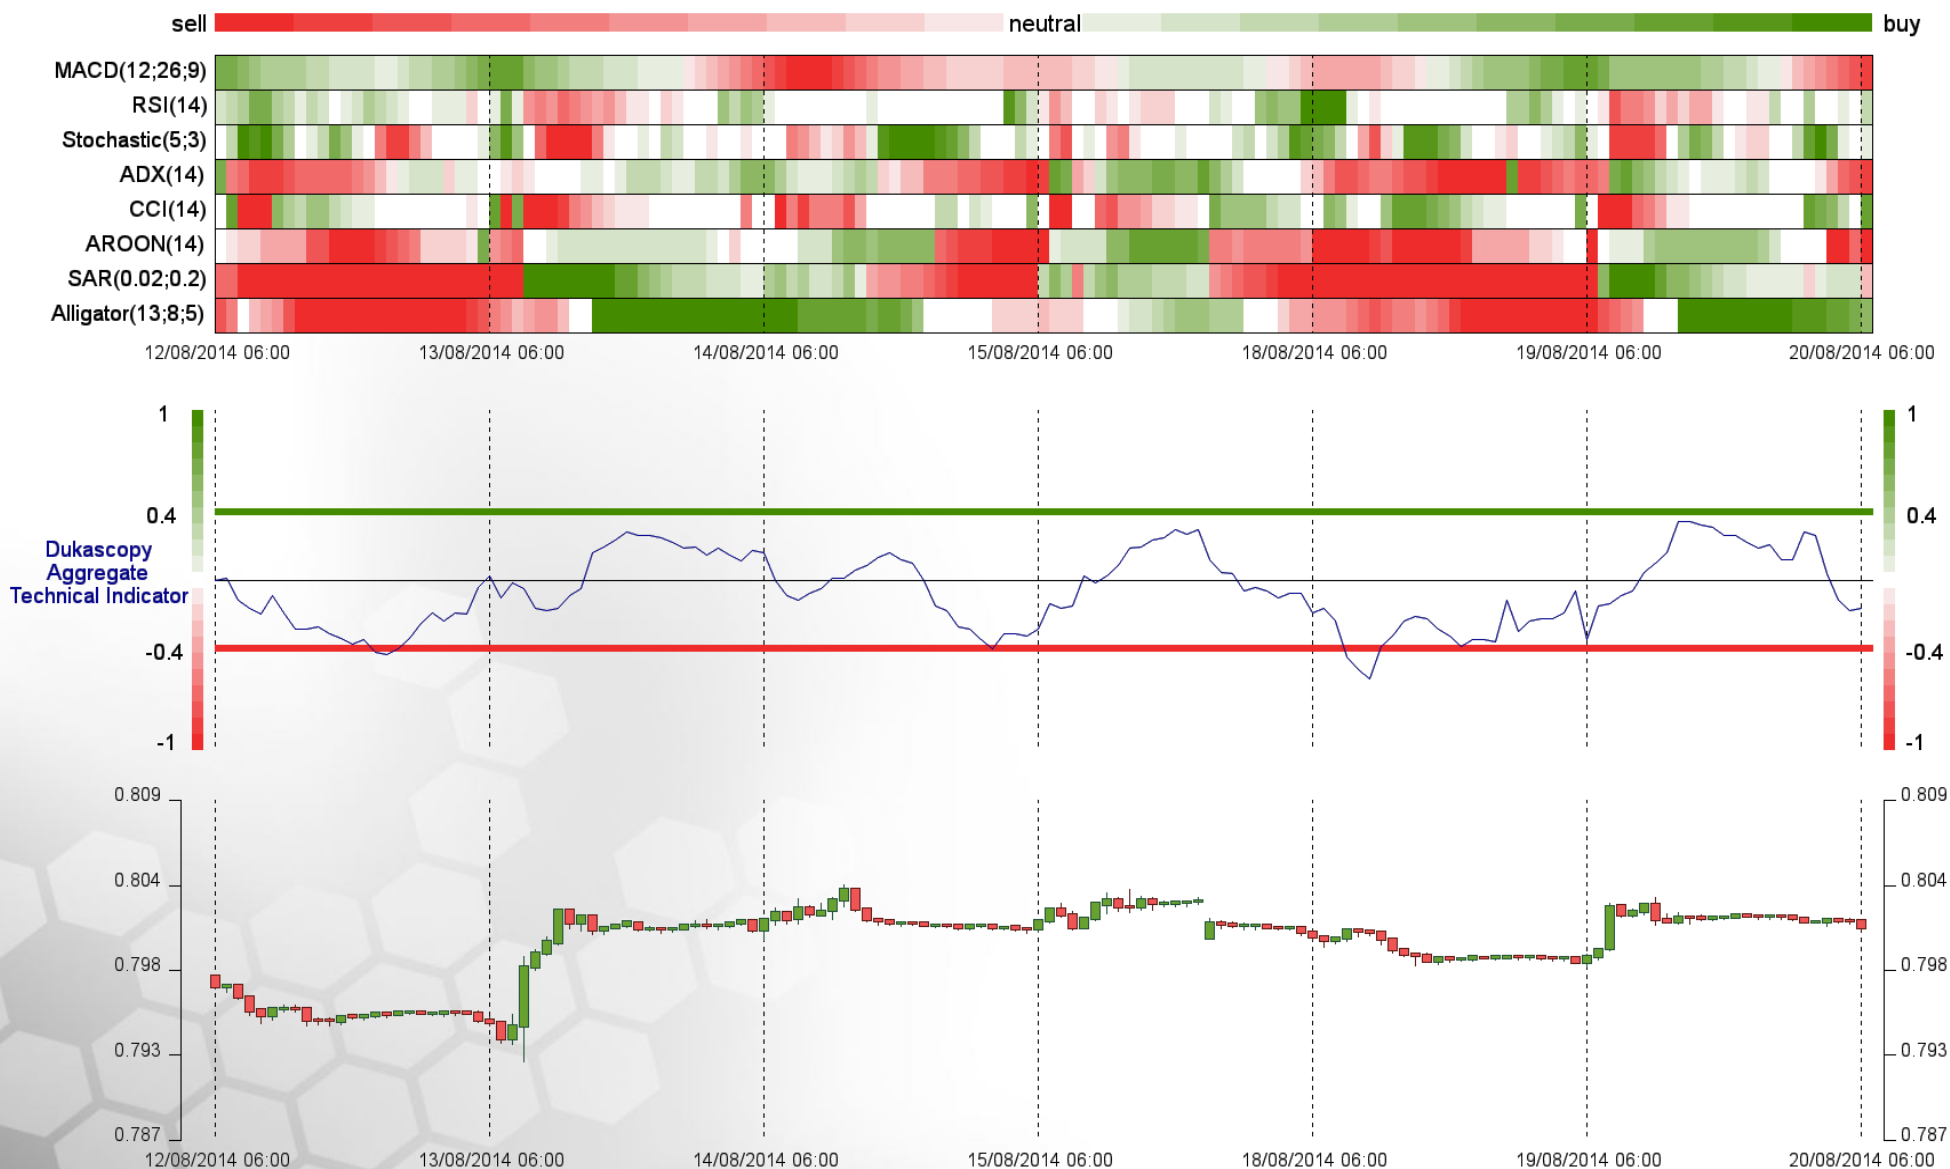 sell neutral buy
MACD(12;26;9)
RSI(14)
Stochastic(5;3)
ADX(14)
CCI(14)
AROON(14)
SAR(0.02;0.2)
Alligator(13;8;5)
12/08/2014 06:00 13/08/2014 06:00 14/08/2014 06:00 15/08/2014 06:00 18/08/2014 06:00 19/08/2014 06:00 20/08/2014 06:00
1 1
0.4 0.4
Dukascopy
Aggregate
Technical Indicator
-0.4 -0.4
-1 -1
0.809 0.809
0.804 0.804
0.798 0.798
0.793 0.793
0.787 0.787
12/08/2014 06:00 13/08/2014 06:00 14/08/2014 06:00 15/08/2014 06:00 18/08/2014 06:00 19/08/2014 06:00 20/08/2014 06:00